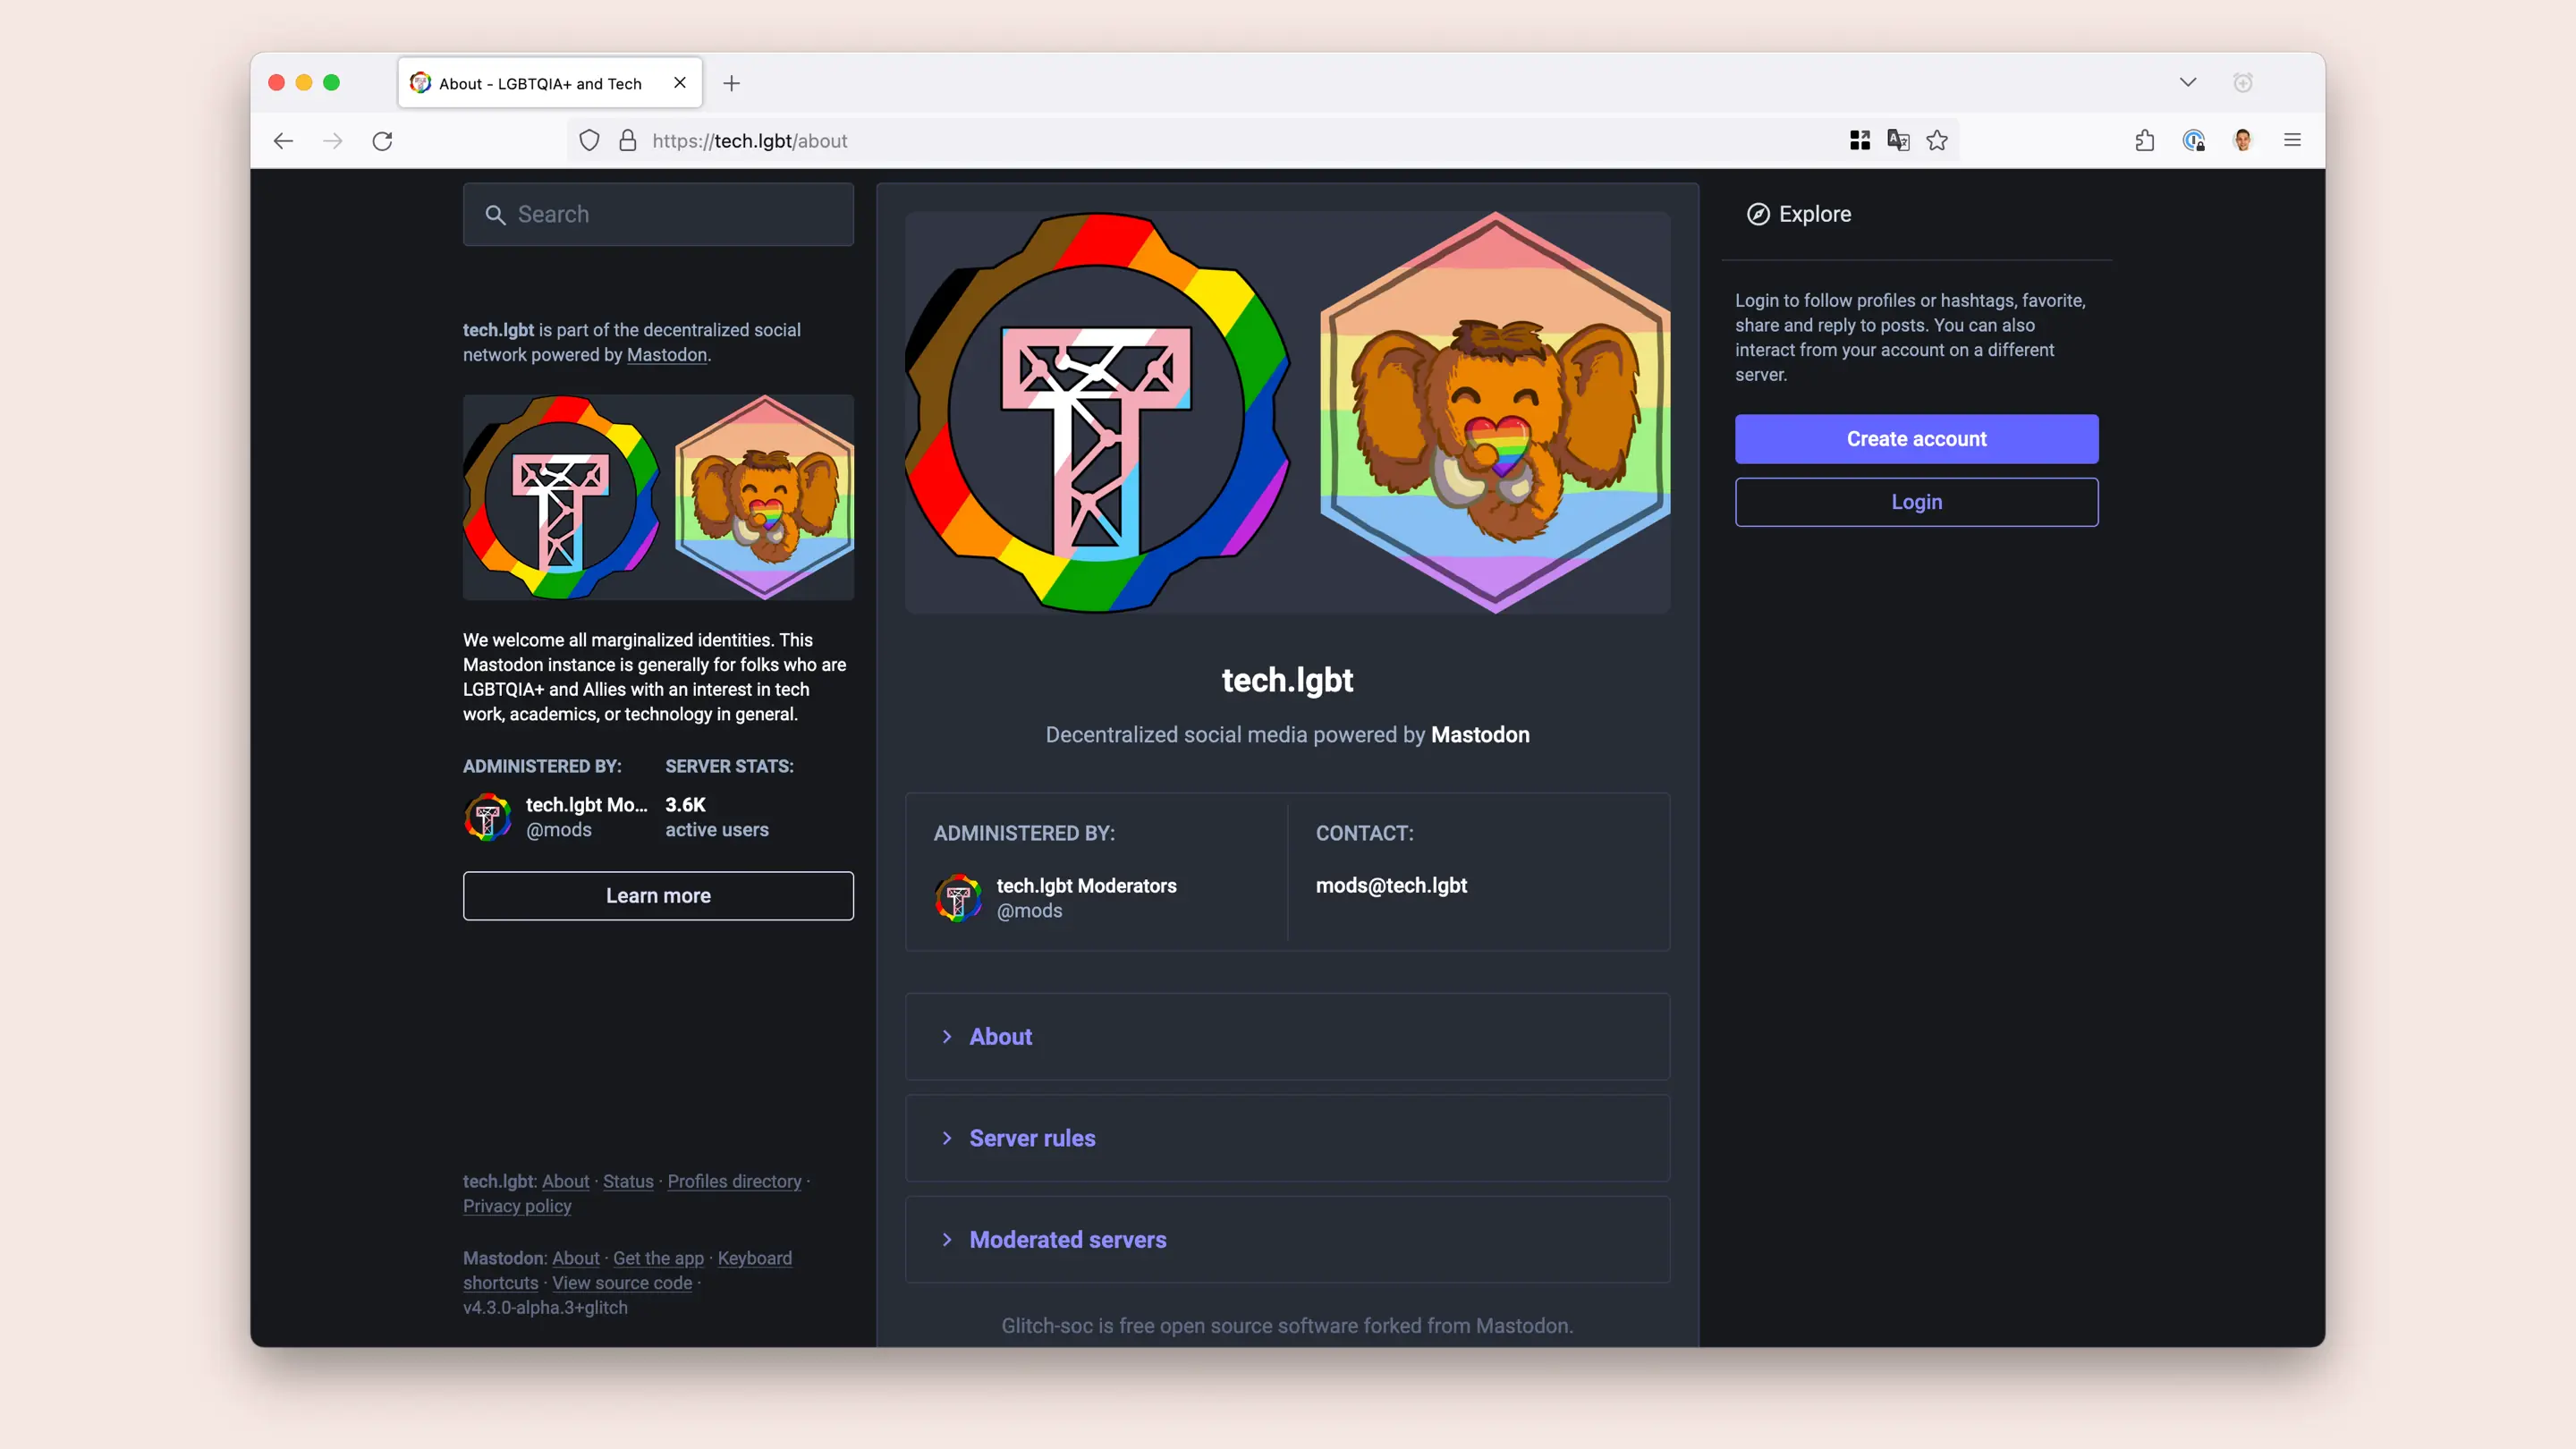 About - LGBTQIA+ and Tech
https://tech.lgbt/about
Search
tech.lgbt is part of the decentralized social
network powered by Mastodon.
We welcome all marginalized identities. This
Mastodon instance is generally for folks who are
LGBTQIA+ and Allies with an interest in tech
work, academics, or technology in general.
ADMINISTERED BY:
tech.lgbt Mo...
@mods
SERVER STATS:
3.6K
active users
Learn more
tech.lgbt: About · Status · Profiles directory ·
Privacy policy
Mastodon: About · Get the app · Keyboard
shortcuts · View source code ·
v4.3.0-alpha.3+glitch
T
tech.lgbt
Decentralized social media powered by Mastodon
ADMINISTERED BY:
tech.lgbt Moderators
@mods
CONTACT:
mods@tech.lgbt
About
Server rules
Moderated servers
Glitch-soc is free open source software forked from Mastodon.
Explore
Login to follow profiles or hashtags, favorite,
share and reply to posts. You can also
interact from your account on a different
server.
Create account
Login